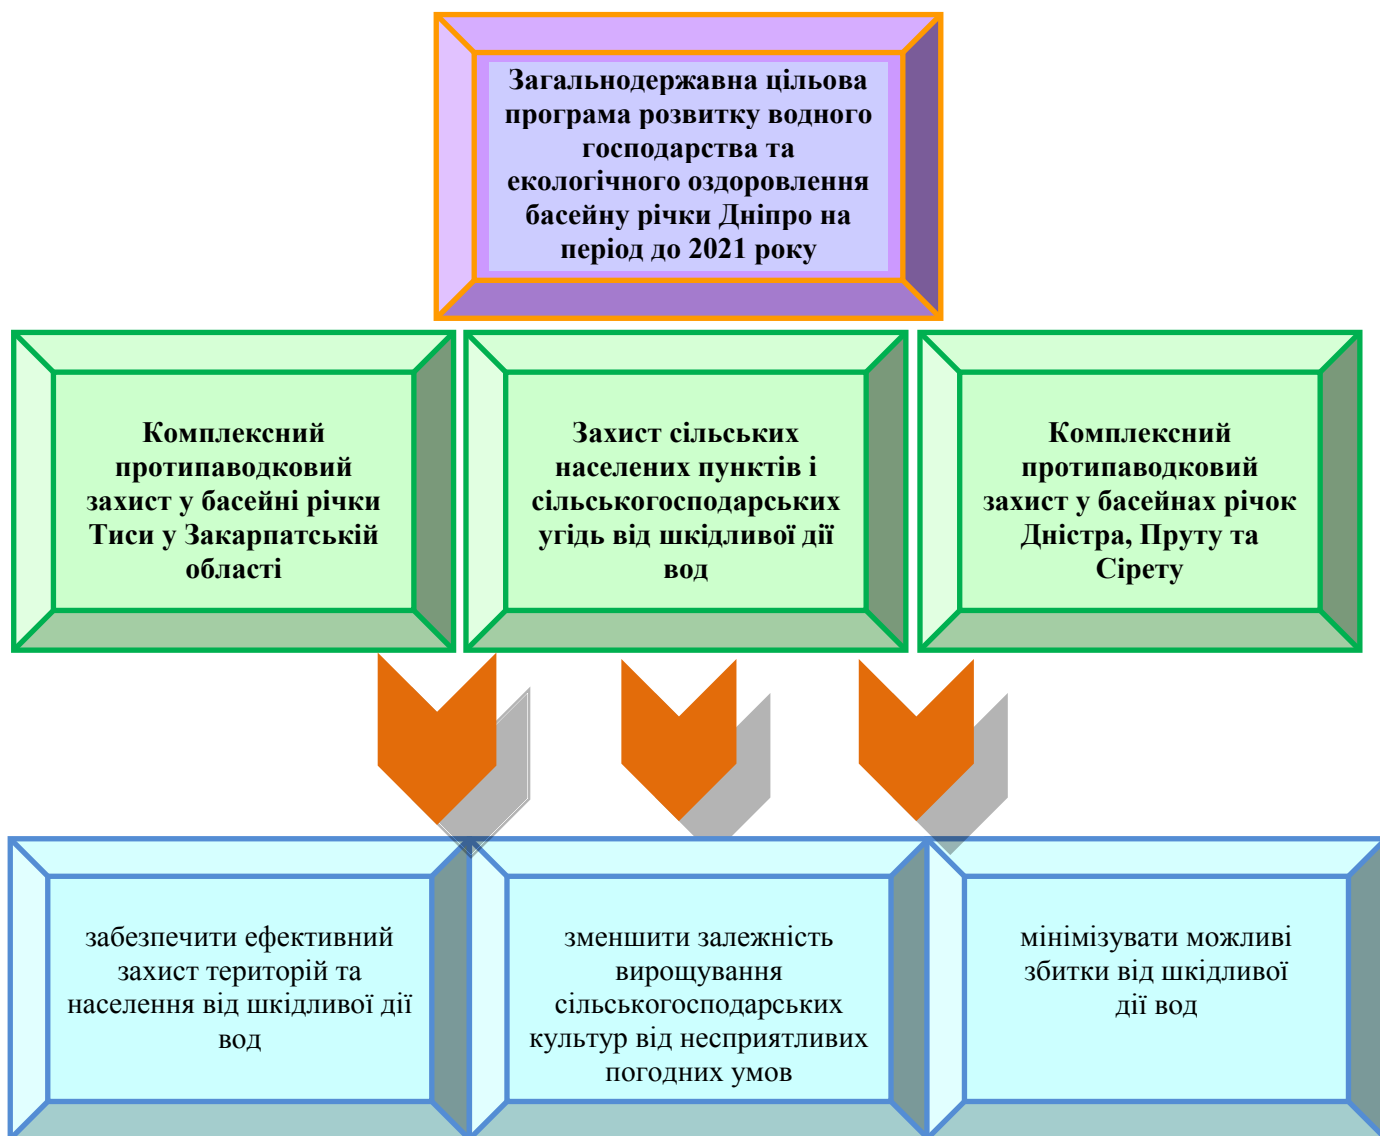 Загальнодержавна цільова
програма розвитку водного
господарства та
екологічного оздоровлення
басейну річки Дніпро на
період до 2021 року
Комплексний
протипаводковий
захист у басейні річки
Тиси у Закарпатській
області
Захист сільських
населених пунктів і
сільськогосподарських
угідь від шкідливої дії
вод
Комплексний
протипаводковий
захист у басейнах річок
Дністра, Пруту та
Сірету
забезпечити ефективний
захист територій та
населення від шкідливої дії
вод
зменшити залежність
вирощування
сільськогосподарських
культур від несприятливих
погодних умов
мінімізувати можливі
збитки від шкідливої
дії вод